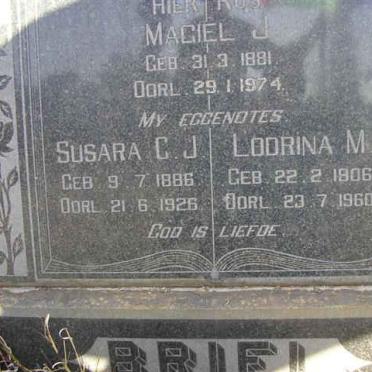 HIER RUS
MAGIEL J
GEB. 31.3.1881
OORL. 29.1.1974
MY EGGENOTES
SUSARA C.J. LODRINA M
GEB. 9.7.1886 GEB. 22.2.1906
OORL. 21.6.1926 OORL. 23.7.1960
GOD IS LIEFDE
BRIEL